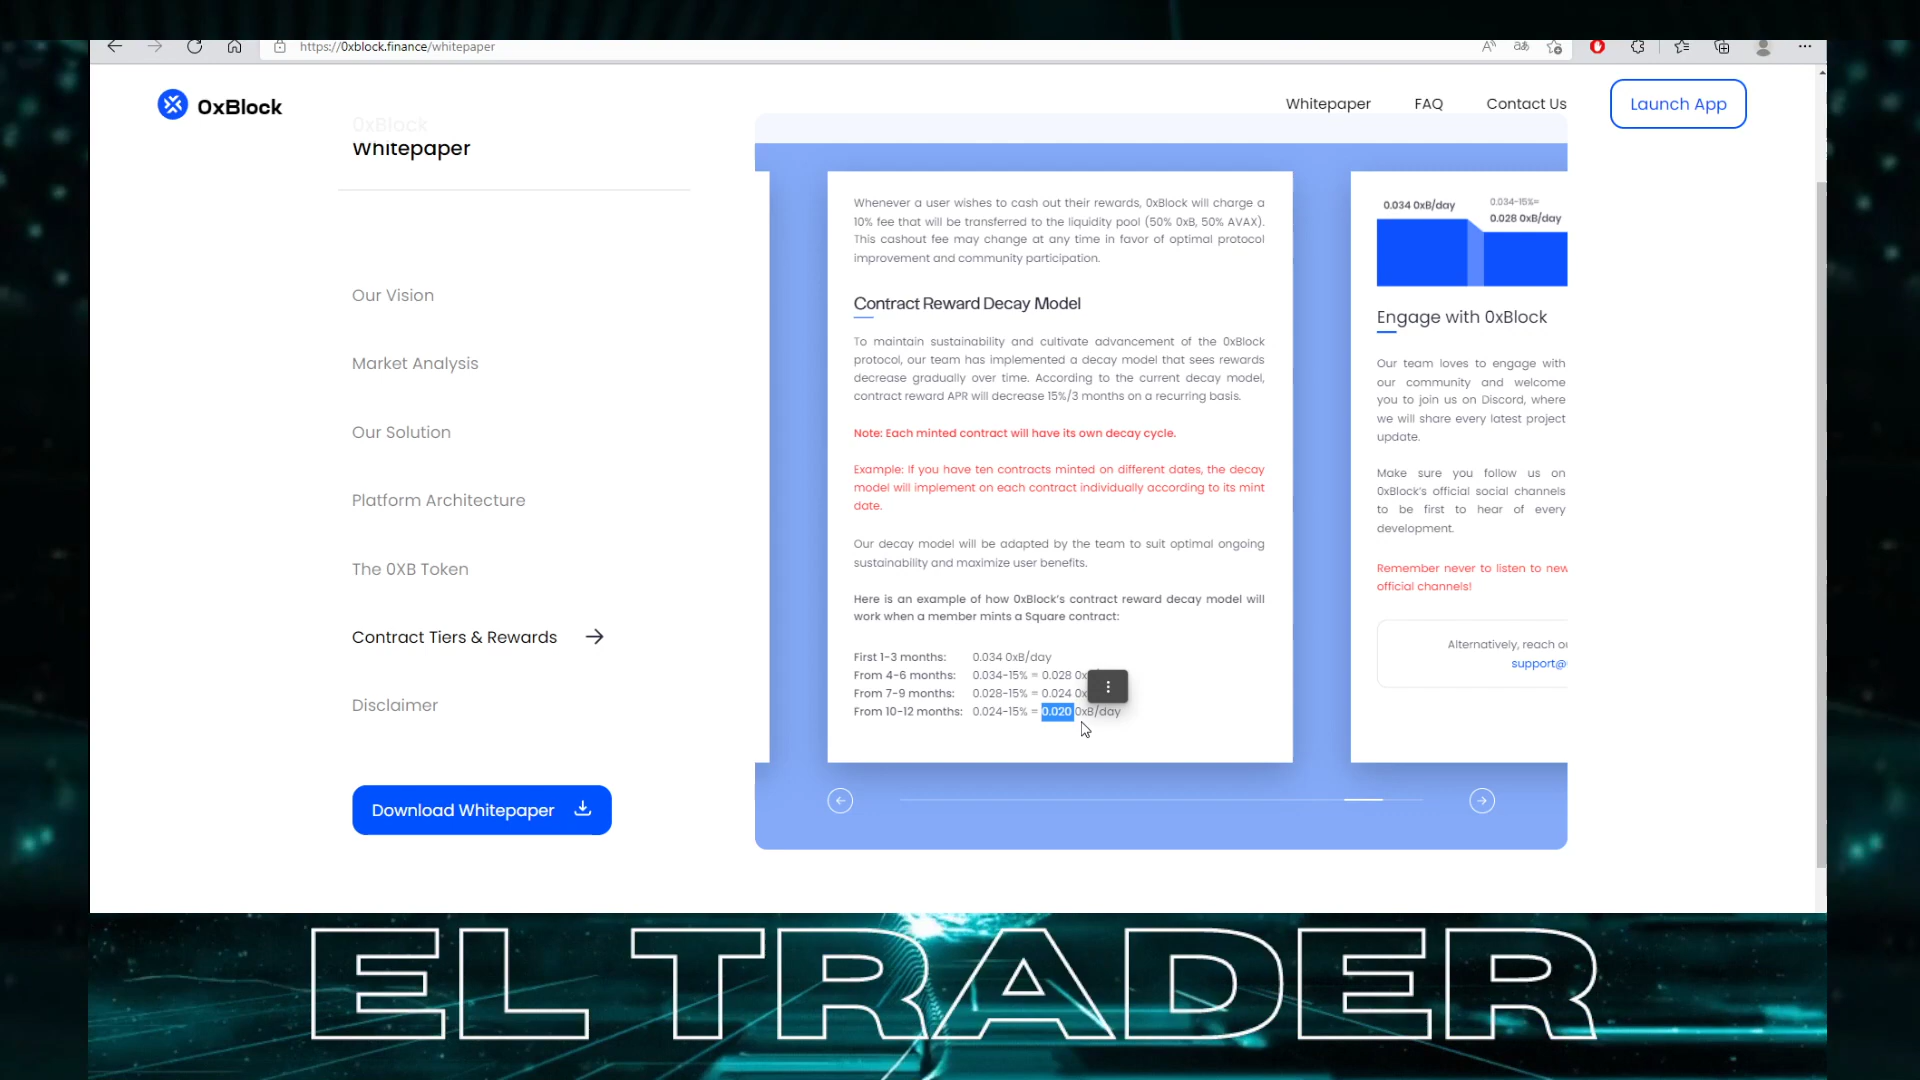 https://0xblock.finance/whitepaper
0xBlock
Whitepaper
FAQ
Contact Us
Launch App
0xBlock
Whitepaper
Our Vision
Market Analysis
Our Solution
Platform Architecture
The 0XB Token
Contract Tiers & Rewards
Disclaimer
Download Whitepaper
Whenever a user wishes to cash out their rewards, 0xBlock will charge a
10% fee that will be transferred to the liquidity pool (50% 0xB, 50% AVAX).
This cashout fee may change at any time in favor of optimal protocol
improvement and community participation.
Contract Reward Decay Model
To maintain sustainability and cultivate advancement of the 0xBlock
protocol, our team has implemented a decay model that sees rewards
decrease gradually over time. According to the current decay model,
contract reward APR will decrease 15%/3 months on a recurring basis.
Note: Each minted contract will have its own decay cycle.
Example: If you have ten contracts minted on different dates, the decay
model will implement on each contract individually according to its mint
date.
Our decay model will be adapted by the team to suit optimal ongoing
sustainability and maximize user benefits.
Here is an example of how 0xBlock's contract reward decay model will
work when a member mints a Square contract:
First 1-3 months: 0.034 0xB/day
From 4-6 months: 0.034-15% = 0.028 0x
From 7-9 months: 0.028-15% = 0.024 0x
From 10-12 months: 0.024-15% = 0.020 0xB/day
0.034 0xB/day
0.034-15%=
0.028 0xB/day
Engage with 0xBlock
Our team loves to engage with
our community and welcome
you to join us on Discord, where
we will share every latest project
update.
Make sure you follow us on
0xBlock's official social channels
to be first to hear of every
development.
Remember never to listen to new
official channels!
Alternatively, reach ou
support@
EL TRADER